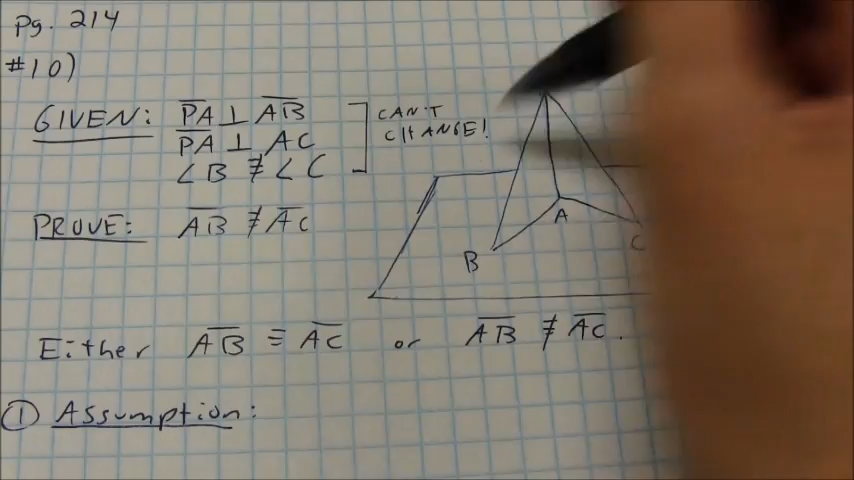 Pg. 214
#10)
GIVEN: PA ⊥ AB
PA ⊥ AC
∠B ≢ ∠C
CAN'T
CHANGE!
PROVE: AB ≢ AC
A
B
C
Either AB ≡ AC or AB ≢ AC.
① Assumption: